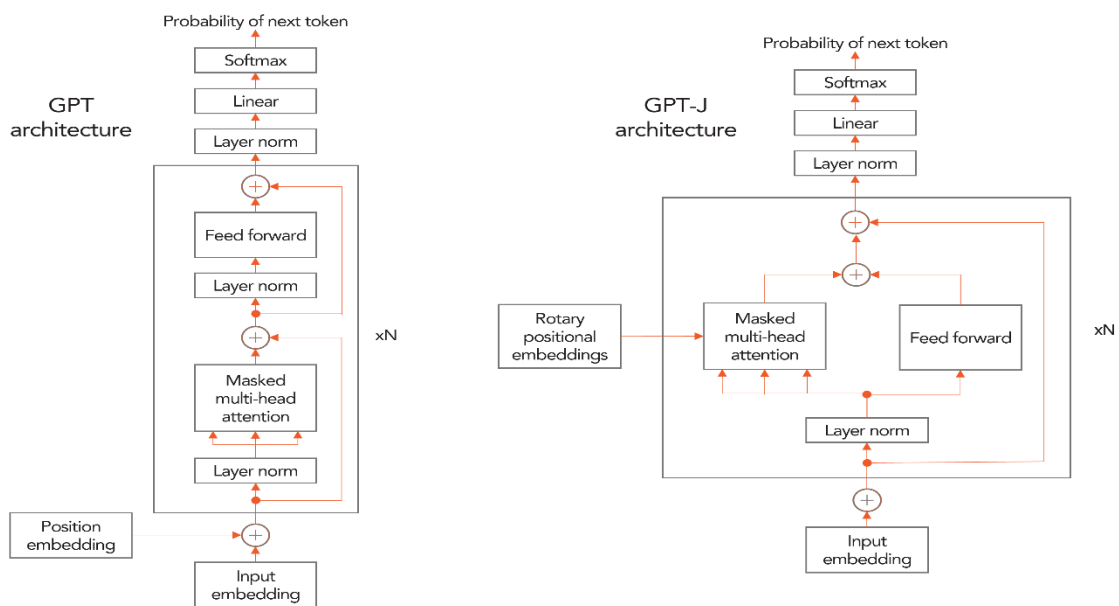 Probability of next token
Softmax
Linear
Layer norm
GPT
architecture
+
Feed forward
Layer norm
+
xN
Masked
multi-head
attention
Layer norm
Position
embedding
+
Input
embedding
Probability of next token
Softmax
Linear
Layer norm
GPT-J
architecture
+
+
Rotary
positional
embeddings
Masked
multi-head
attention
Feed forward
xN
Layer norm
+
Input
embedding